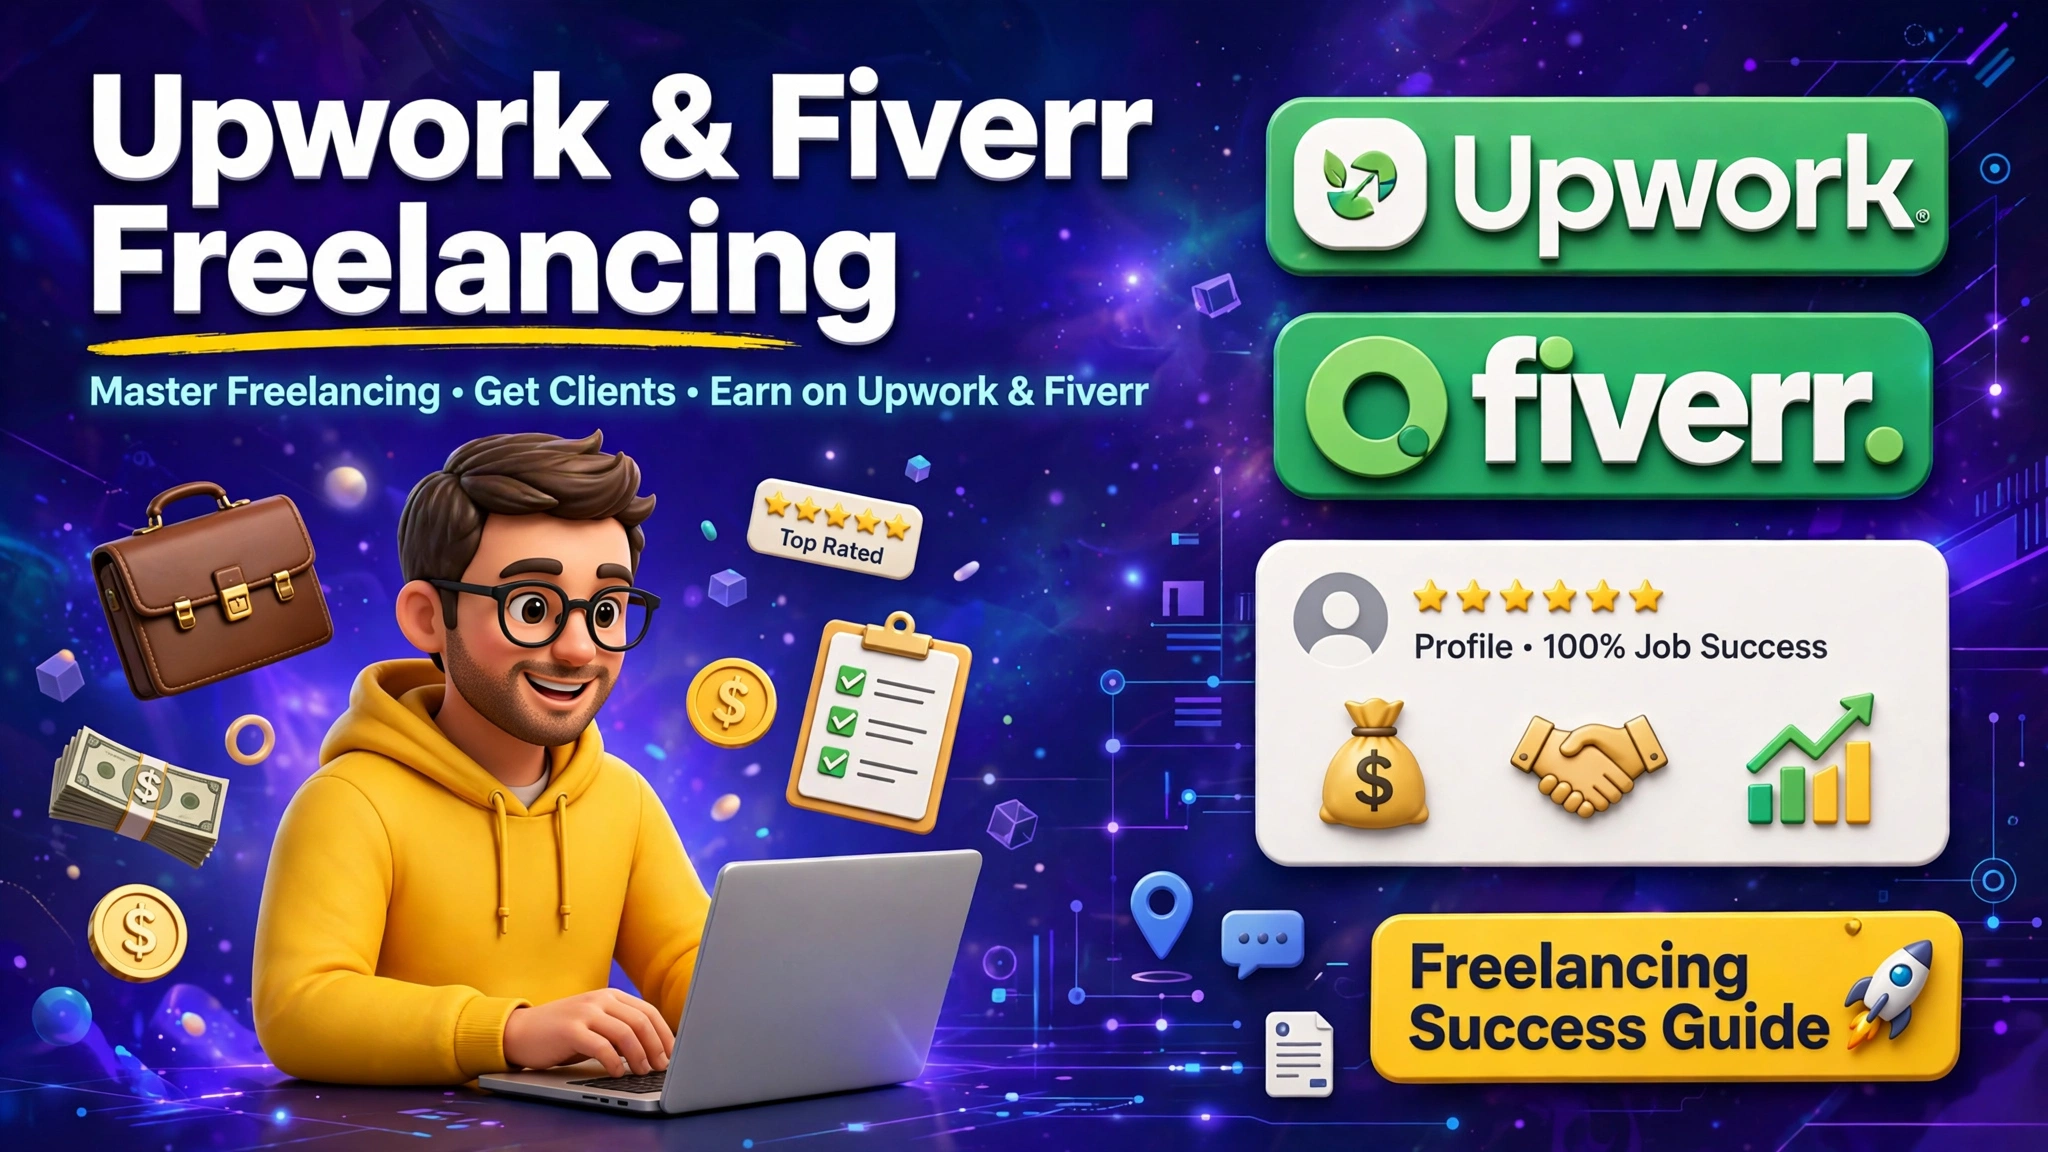 Upwork & Fiverr
Freelancing
Master Freelancing • Get Clients • Earn on Upwork & Fiverr
Top Rated
Upwork®
fiverr.
Profile • 100% Job Success
$
$
$
$
$
Freelancing
Success Guide